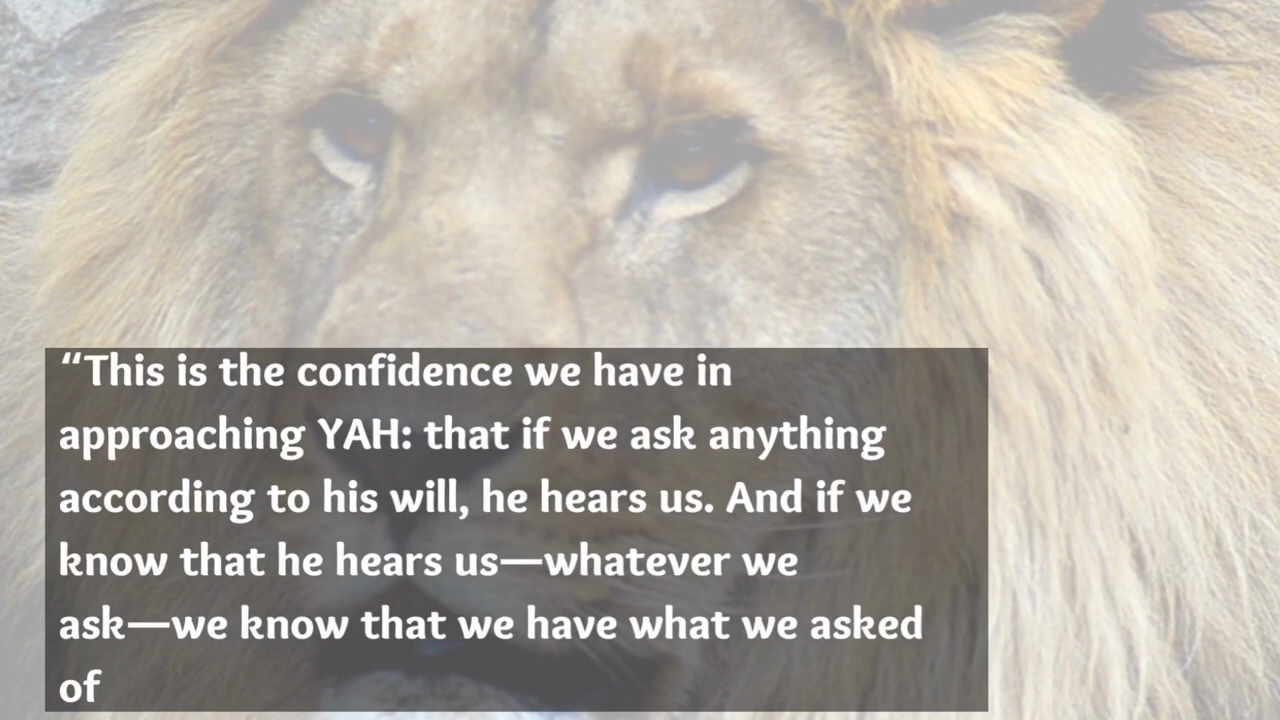 “This is the confidence we have in
approaching YAH: that if we ask anything
according to his will, he hears us. And if we
know that he hears us—whatever we
ask—we know that we have what we asked
of